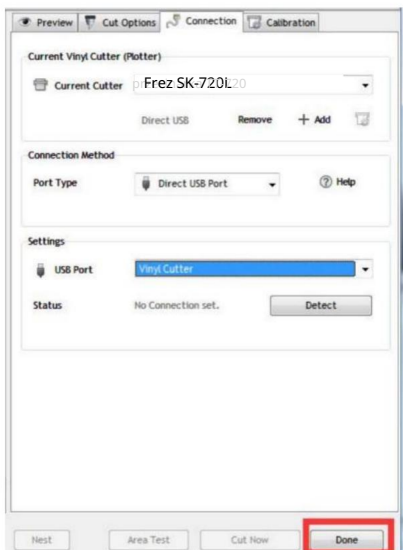 Preview Cut Options Connection Calibration
Current Vinyl Cutter (Plotter)
Current Cutter Frez SK-720i
Direct USB Remove + Add
Connection Method
Port Type Direct USB Port ? Help
Settings
USB Port Vinyl Cutter
Status No Connection set. Detect
Nest Area Test Cut Now Done